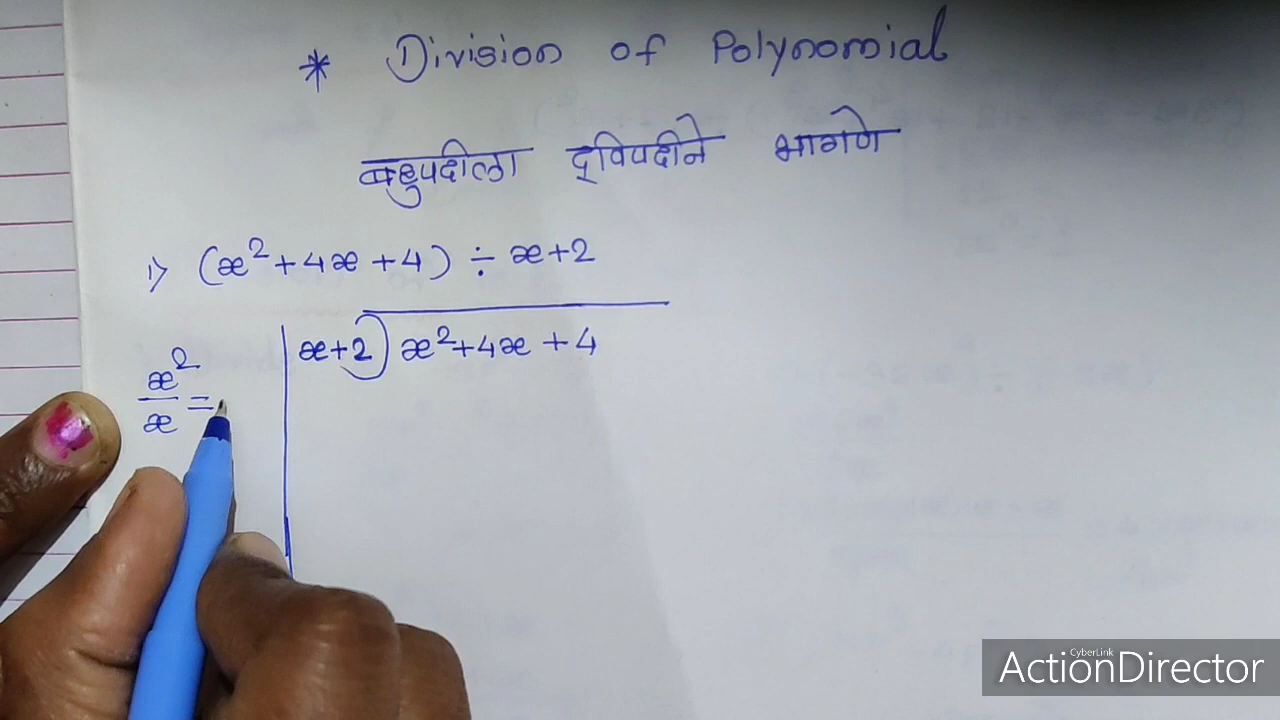 * Division of Polynomial
बहुपदीला द्विपदीने भागणे
1) (x²+4x+4) ÷ x+2
x+2) x²+4x+4
x²/x =
CyberLink
ActionDirector